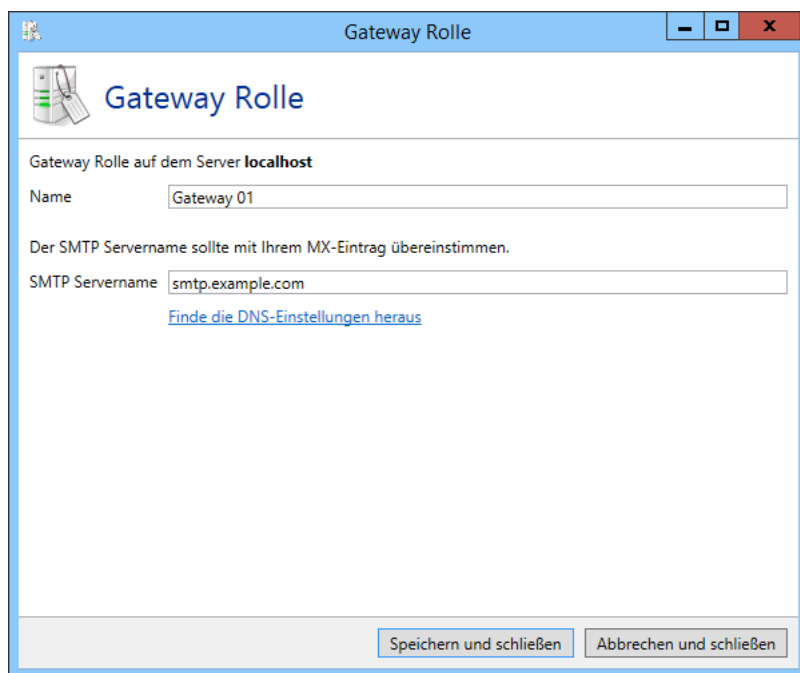 Gateway Rolle
Gateway Rolle
Gateway Rolle auf dem Server localhost
Name Gateway 01
Der SMTP Servername sollte mit Ihrem MX-Eintrag übereinstimmen.
SMTP Servername smtp.example.com
Finde die DNS-Einstellungen heraus
Speichern und schließen Abbrechen und schließen